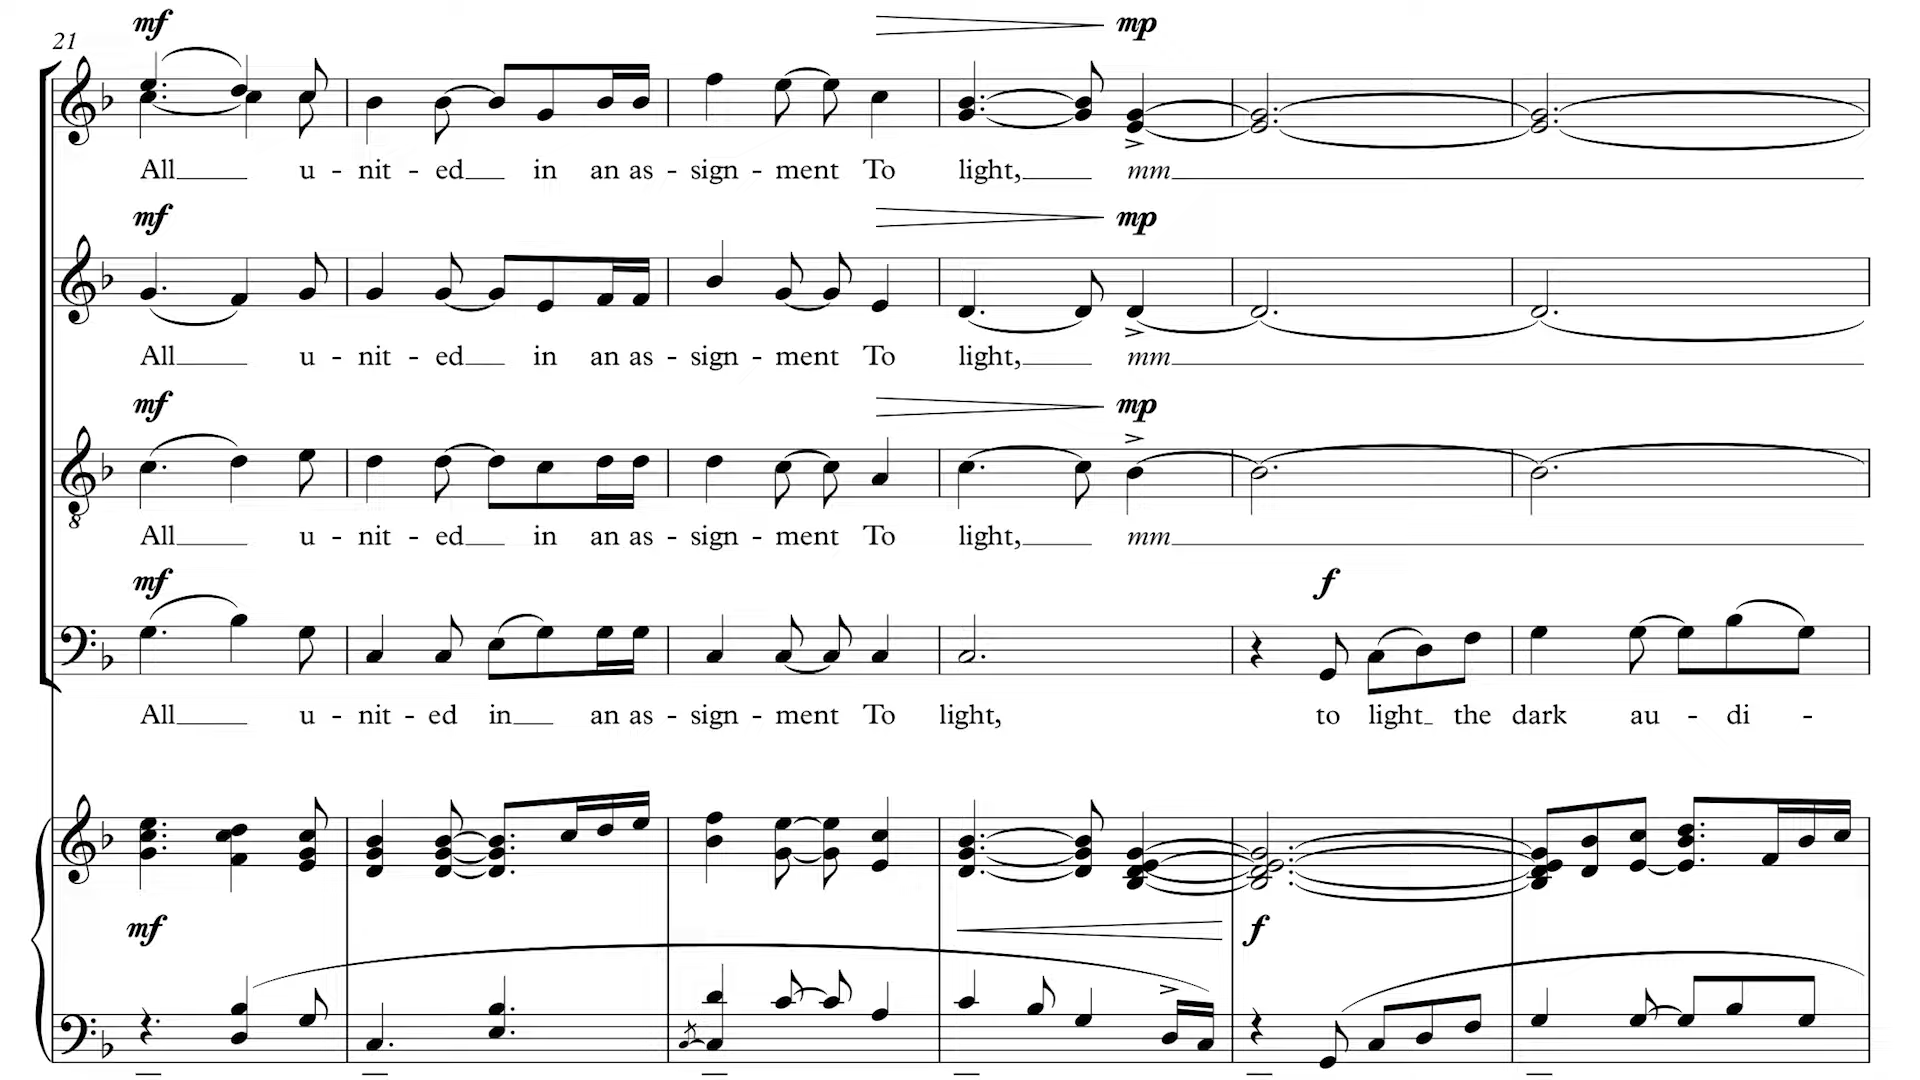 mf mp
21
All u - nit - ed in an as - sign - ment To light, mm
mf mp
8
All u - nit - ed in an as - sign - ment To light, mm
mf mp
All u - nit - ed in an as - sign - ment To light, mm
mf f
All u - nit - ed in an as - sign - ment To light, to light the dark au - di -
mf f